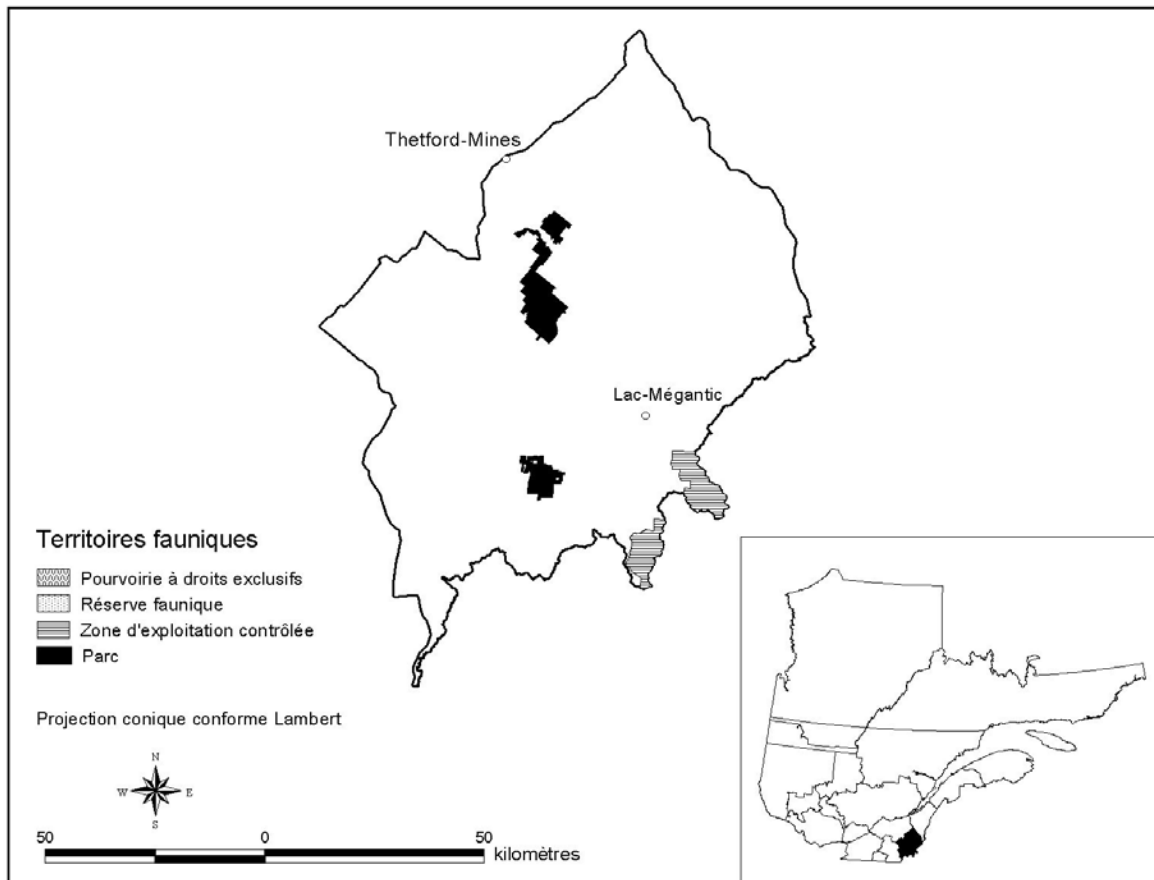 Thetford-Mines
Lac-Mégantic
Territoires fauniques
Pourvoirie à droits exclusifs
Réserve faunique
Zone d'exploitation contrôlée
Parc
Projection conique conforme Lambert
N
W E
S
50 0 50
kilomètres